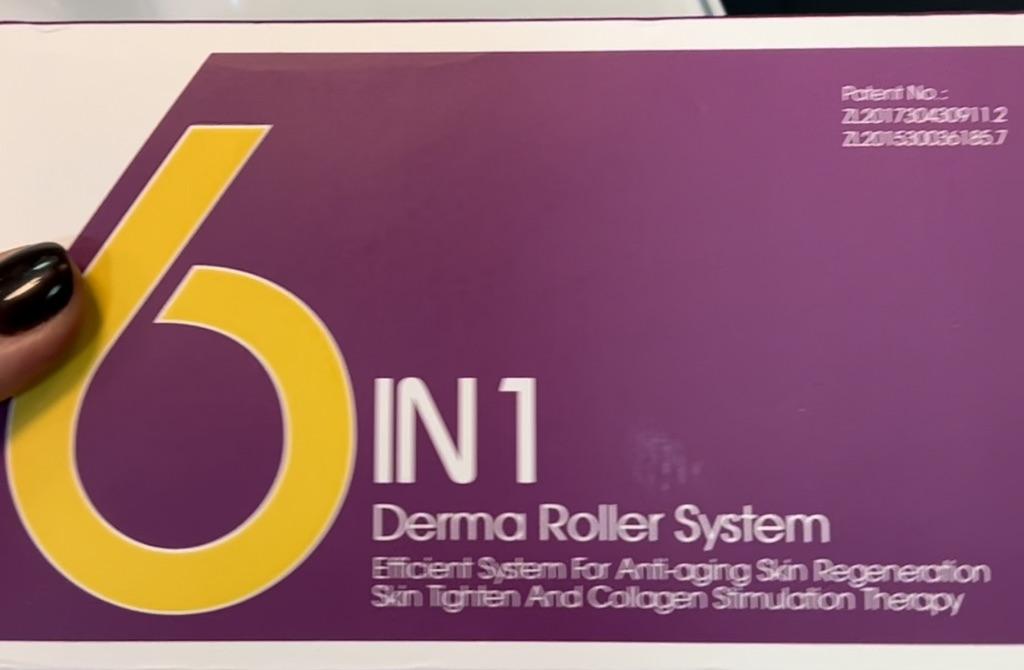 Patent No.:
ZL201730430911.2
ZL201530036185.7
6
IN 1
Derma Roller System
Efficient System For Anti-aging Skin Regeneration
Skin Tighten And Collagen Stimulation Therapy